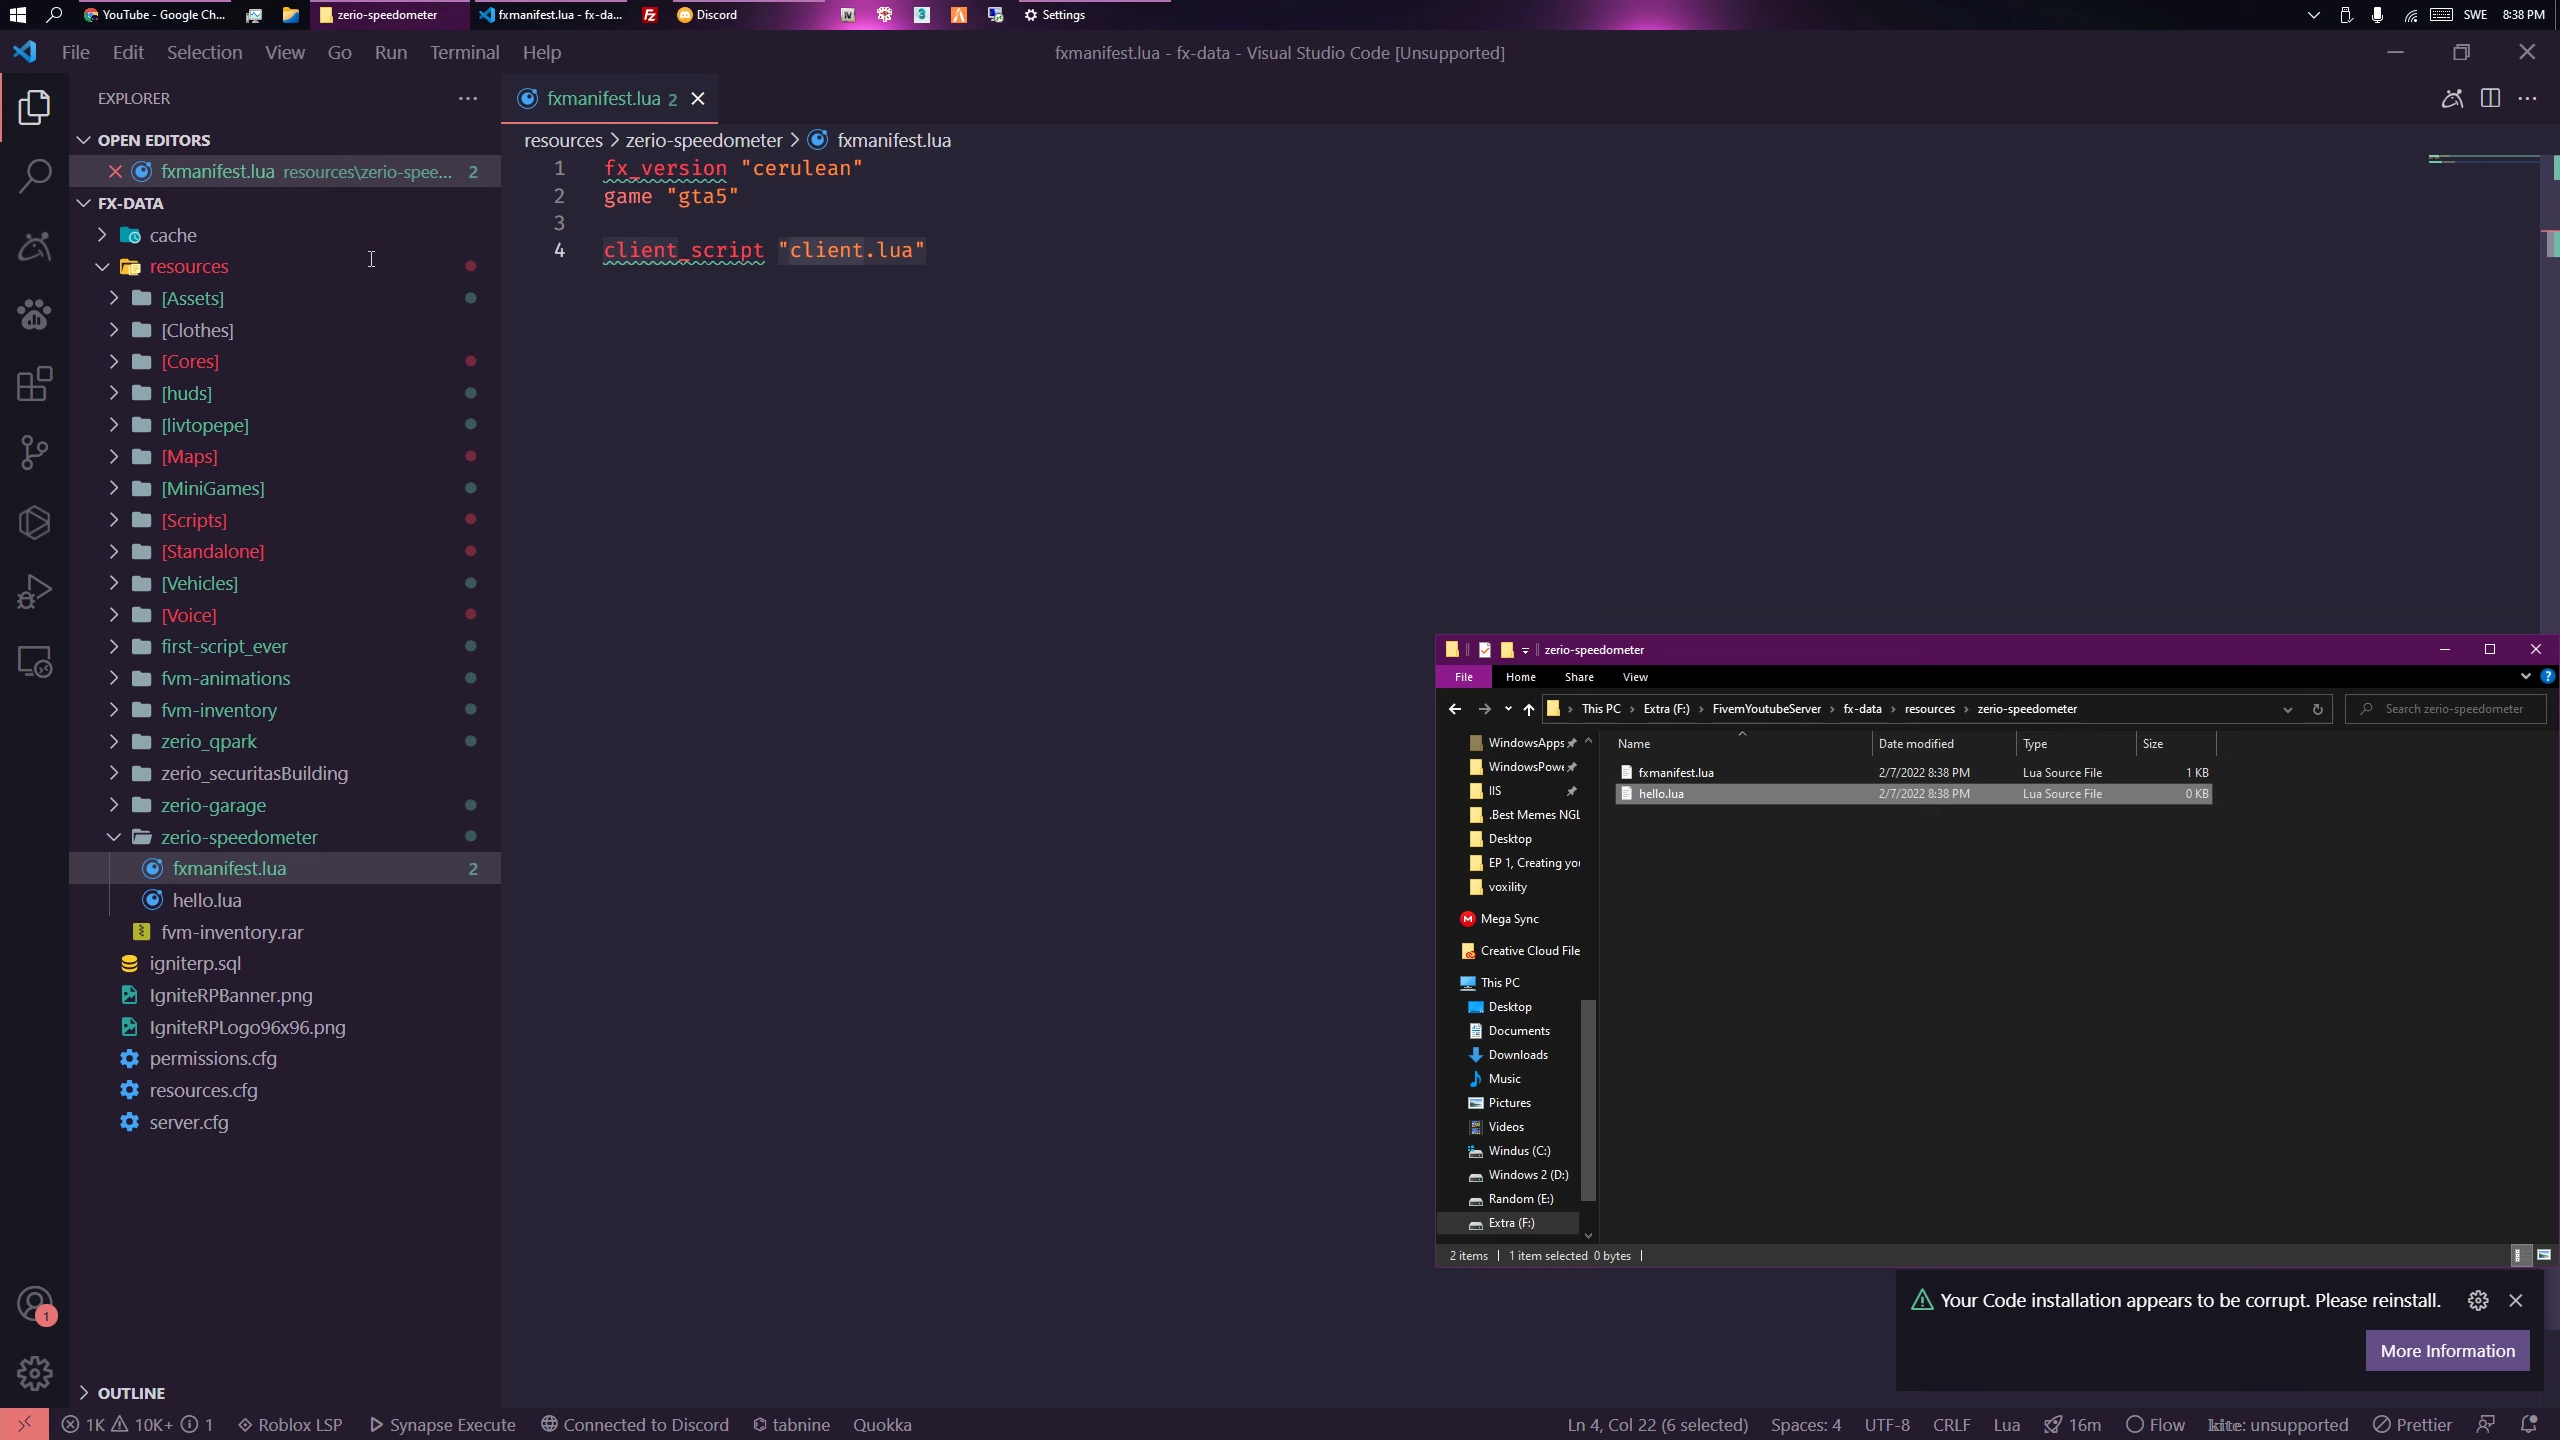 YouTube - Google Ch...
zerio-speedometer
fxmanifest.lua - fx-da...
Discord
Settings
SWE
8:38 PM
File
Edit
Selection
View
Go
Run
Terminal
Help
fxmanifest.lua - fx-data - Visual Studio Code [Unsupported]
EXPLORER
fxmanifest.lua 2
OPEN EDITORS
fxmanifest.lua resources\zerio-spee... 2
resources > zerio-speedometer > fxmanifest.lua
1 fx_version "cerulean"
2 game "gta5"
3
4 client_script "client.lua"
FX-DATA
cache
resources
[Assets]
[Clothes]
[Cores]
[huds]
[livtopepe]
[Maps]
[MiniGames]
[Scripts]
[Standalone]
[Vehicles]
[Voice]
first-script_ever
fvm-animations
fvm-inventory
zerio_qpark
zerio_securitasBuilding
zerio-garage
zerio-speedometer
fxmanifest.lua 2
hello.lua
fvm-inventory.rar
igniterp.sql
IgniteRPBanner.png
IgniteRPLogo96x96.png
permissions.cfg
resources.cfg
server.cfg
1
OUTLINE
zerio-speedometer
File
Home
Share
View
This PC > Extra (F:) > FivemYoutubeServer > fx-data > resources > zerio-speedometer
Search zerio-speedometer
WindowsApps
WindowsPowe
IIS
.Best Memes NGL
Desktop
EP 1, Creating you
voxility
Mega Sync
Creative Cloud File
This PC
Desktop
Documents
Downloads
Music
Pictures
Videos
Windus (C:)
Windows 2 (D:)
Random (E:)
Extra (F:)
Name
Date modified
Type
Size
fxmanifest.lua 2/7/2022 8:38 PM Lua Source File 1 KB
hello.lua 2/7/2022 8:38 PM Lua Source File 0 KB
2 items
1 item selected 0 bytes
Your Code installation appears to be corrupt. Please reinstall.
More Information
1K
10K+
1
Roblox LSP
Synapse Execute
Connected to Discord
tabnine
Quokka
Ln 4, Col 22 (6 selected)
Spaces: 4
UTF-8
CRLF
Lua
16m
Flow
kite: unsupported
Prettier